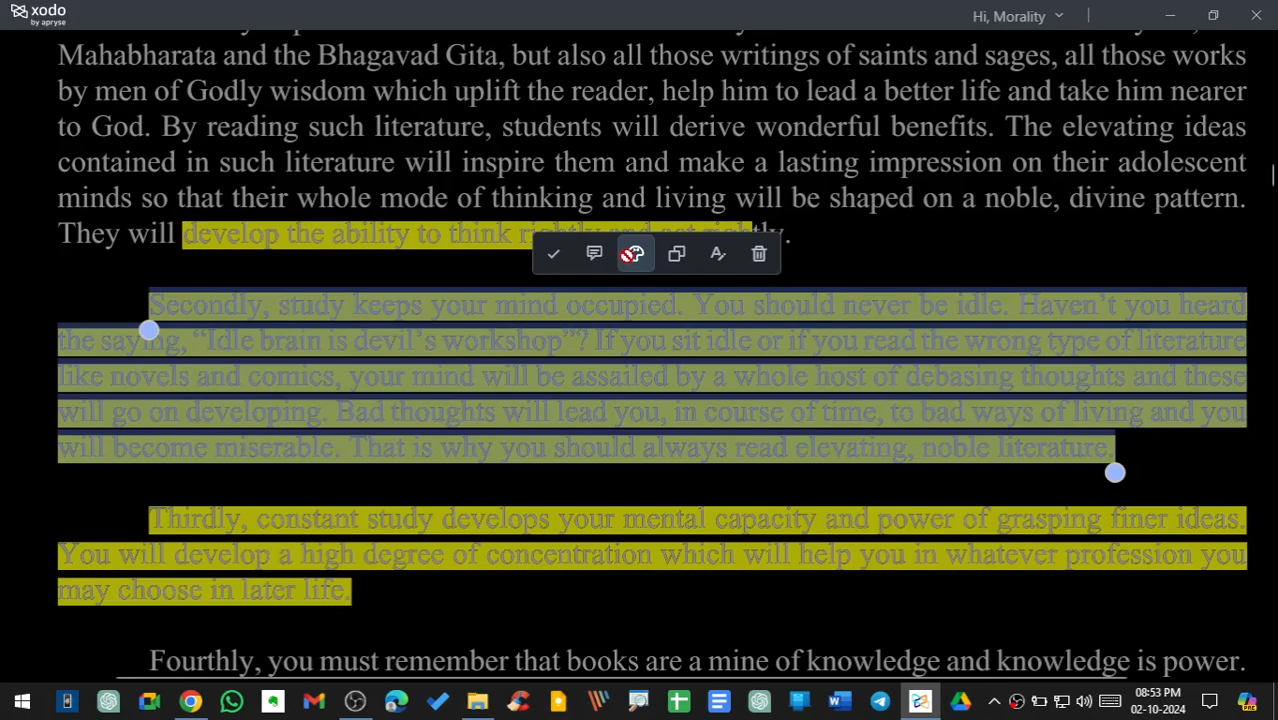 xodo
by apryse
Hi, Morality
Mahabharata and the Bhagavad Gita, but also all those writings of saints and sages, all those works
by men of Godly wisdom which uplift the reader, help him to lead a better life and take him nearer
to God. By reading such literature, students will derive wonderful benefits. The elevating ideas
contained in such literature will inspire them and make a lasting impression on their adolescent
minds so that their whole mode of thinking and living will be shaped on a noble, divine pattern.
They will develop the ability to think rightly and act rightly.
Secondly, study keeps your mind occupied. You should never be idle. Haven't you heard
the saying, "Idle brain is devil's workshop"? If you sit idle or if you read the wrong type of literature
like novels and comics, your mind will be assailed by a whole host of debasing thoughts and these
will go on developing. Bad thoughts will lead you, in course of time, to bad ways of living and you
will become miserable. That is why you should always read elevating, noble literature.
Thirdly, constant study develops your mental capacity and power of grasping finer ideas.
You will develop a high degree of concentration which will help you in whatever profession you
may choose in later life.
Fourthly, you must remember that books are a mine of knowledge and knowledge is power.
08:53 PM
02-10-2024